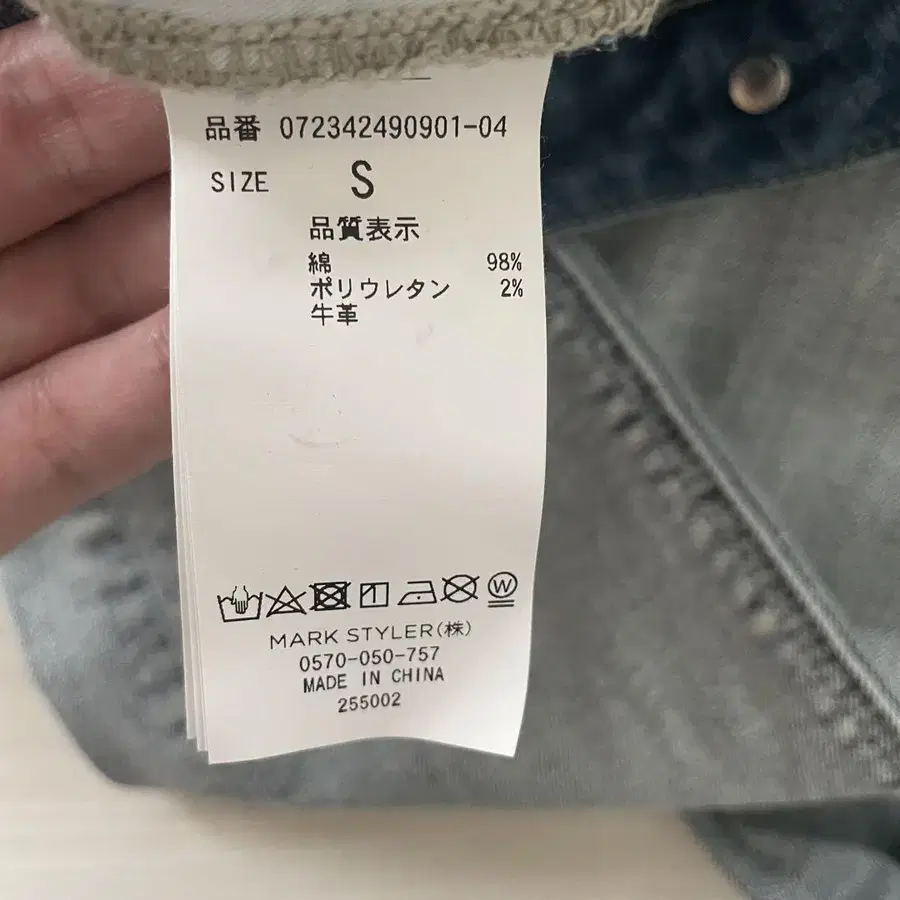 品番 072342490901-04
SIZE S
品質表示
綿 98%
ポリウレタン 2%
牛革
W
MARK STYLER(株)
0570-050-757
MADE IN CHINA
255002